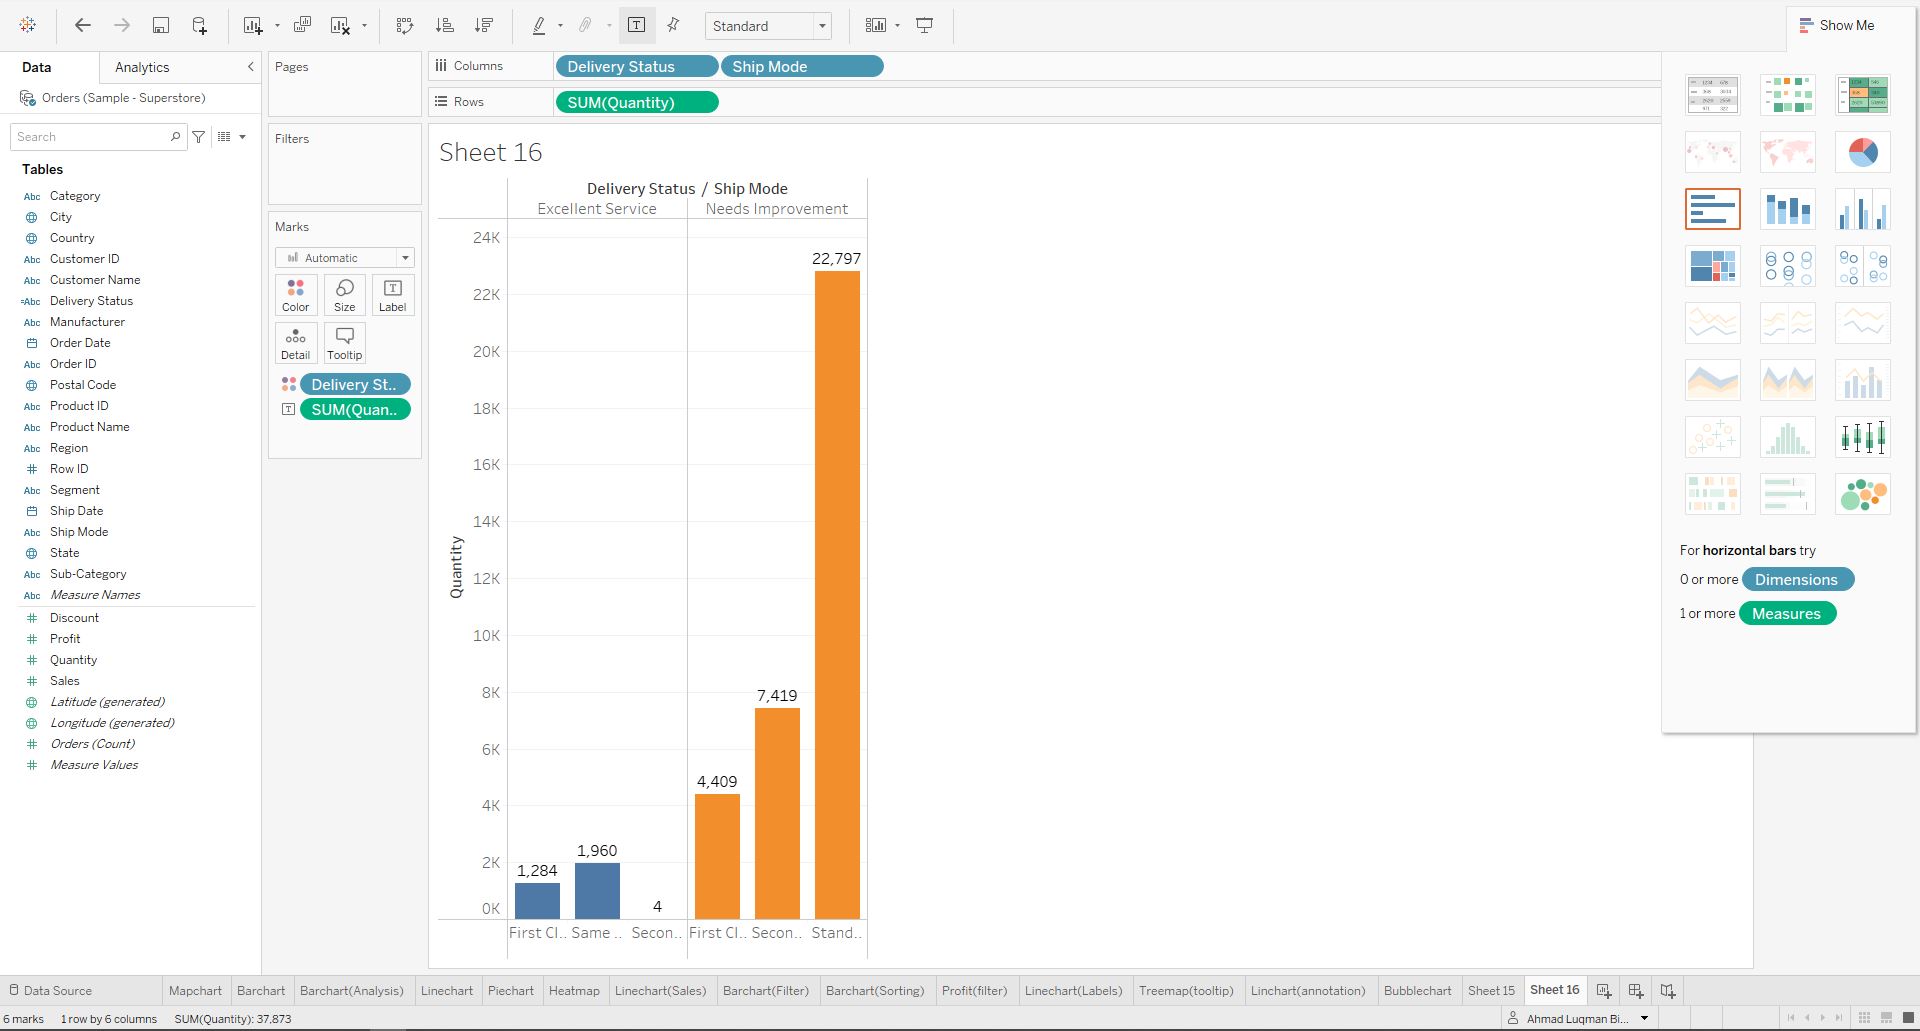 Standard
Show Me
Data
Analytics
Orders (Sample - Superstore)
Search
Tables
Abc Category
City
Country
Abc Customer ID
Abc Customer Name
=Abc Delivery Status
Abc Manufacturer
Order Date
Abc Order ID
Postal Code
Abc Product ID
Abc Product Name
Abc Region
# Row ID
Abc Segment
Ship Date
Abc Ship Mode
State
Abc Sub-Category
Abc Measure Names
# Discount
# Profit
# Quantity
# Sales
Latitude (generated)
Longitude (generated)
# Orders (Count)
# Measure Values
Pages
Filters
Marks
Automatic
Color Size Label
Detail Tooltip
Delivery St..
SUM(Quan..
Columns Delivery Status Ship Mode
Rows SUM(Quantity)
Sheet 16
Delivery Status / Ship Mode
Excellent Service Needs Improvement
24K
22K
20K
18K
16K
14K
12K
10K
8K
6K
4K
2K
0K
Quantity
1,284
1,960
4
4,409
7,419
22,797
First Cl.. Same .. Secon.. First Cl.. Secon.. Stand..
For horizontal bars try
0 or more Dimensions
1 or more Measures
Data Source Mapchart Barchart Barchart(Analysis) Linechart Piechart Heatmap Linechart(Sales) Barchart(Filter) Barchart(Sorting) Profit(filter) Linechart(Labels) Treemap(tooltip) Linchart(annotation) Bubblechart Sheet 15 Sheet 16
6 marks 1 row by 6 columns SUM(Quantity): 37,873 Ahmad Luqman Bi...